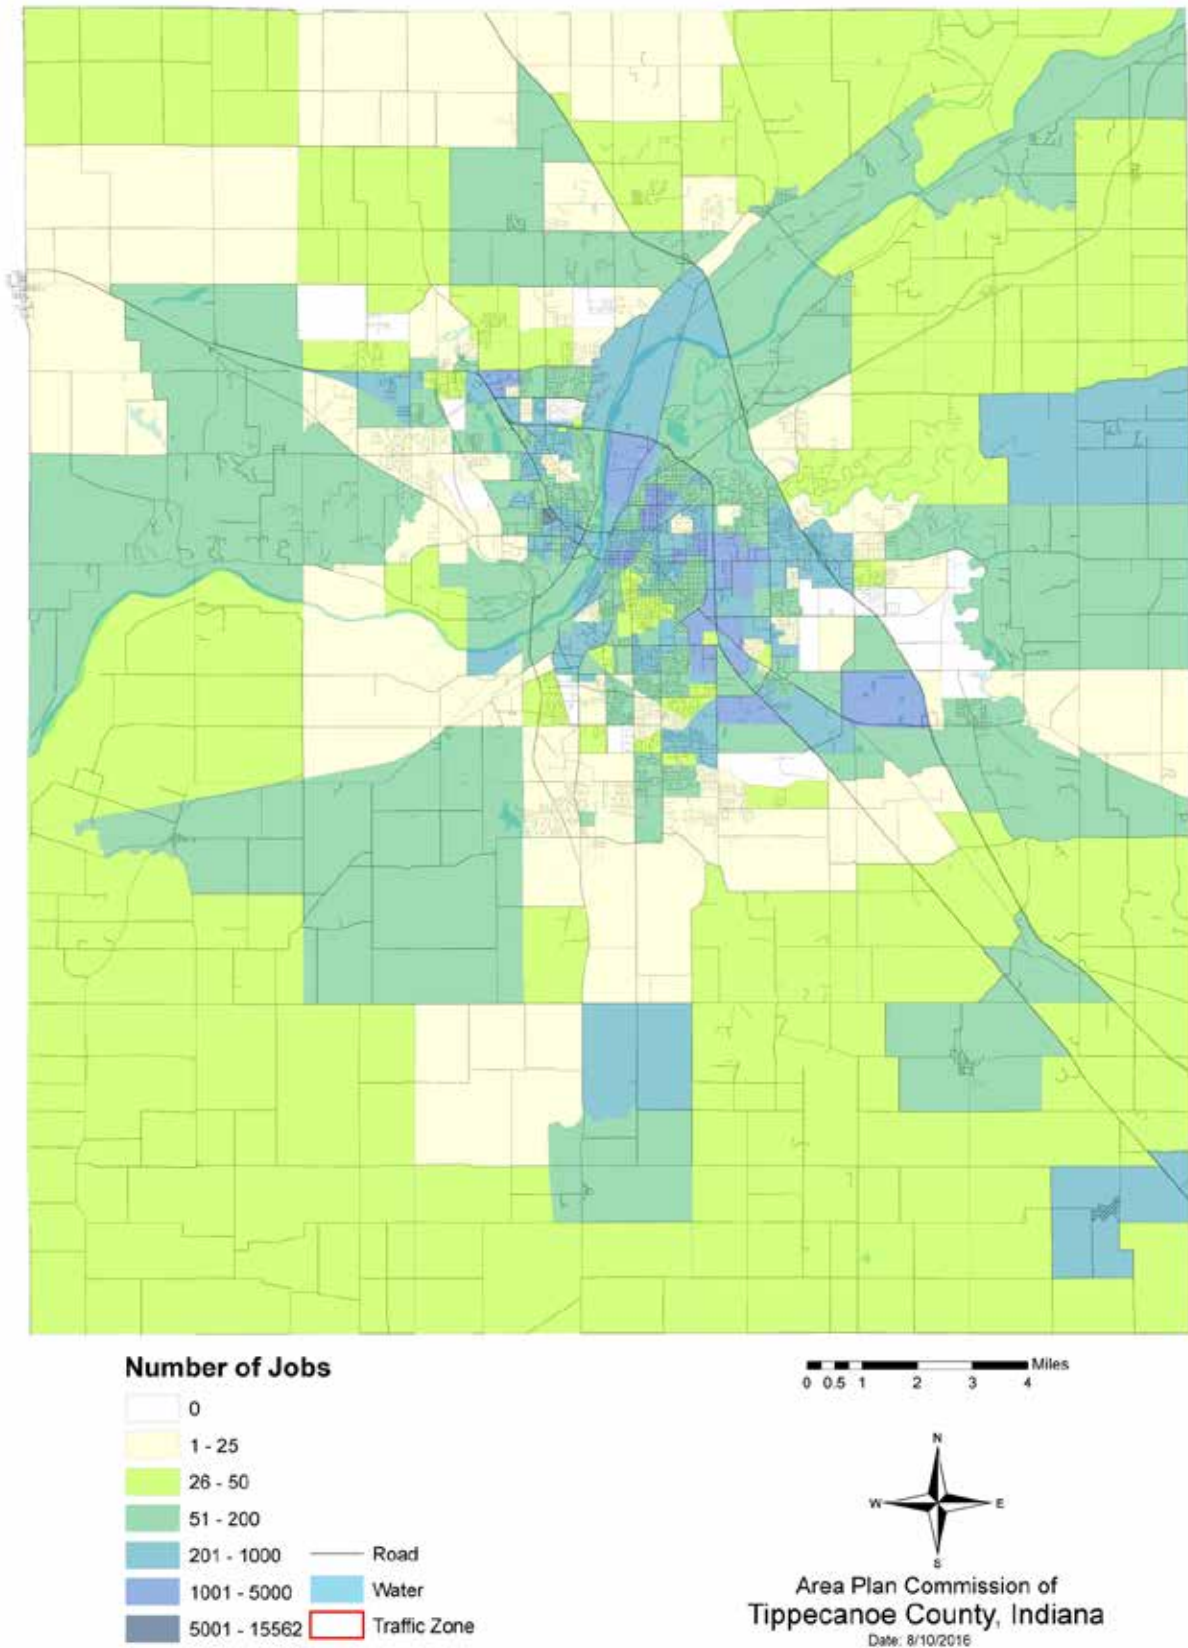 Number of Jobs
0
1 - 25
26 - 50
51 - 200
201 - 1000
1001 - 5000
5001 - 15562
Road
Water
Traffic Zone
Miles
0 0.5 1 2 3 4
N
W E
S
Area Plan Commission of
Tippecanoe County, Indiana
Date: 8/10/2016